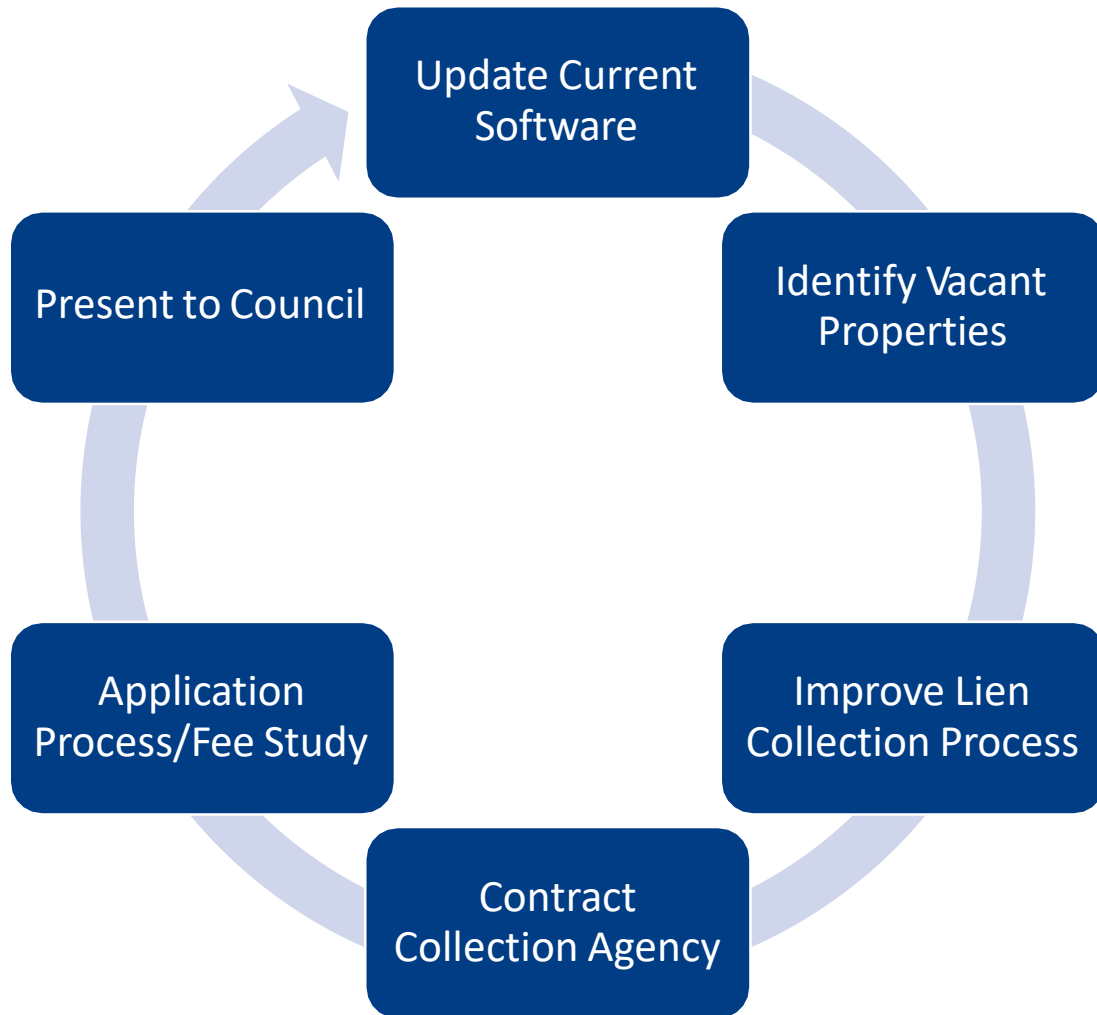 Update Current
Software
Identify Vacant
Properties
Improve Lien
Collection Process
Contract
Collection Agency
Application
Process/Fee Study
Present to Council